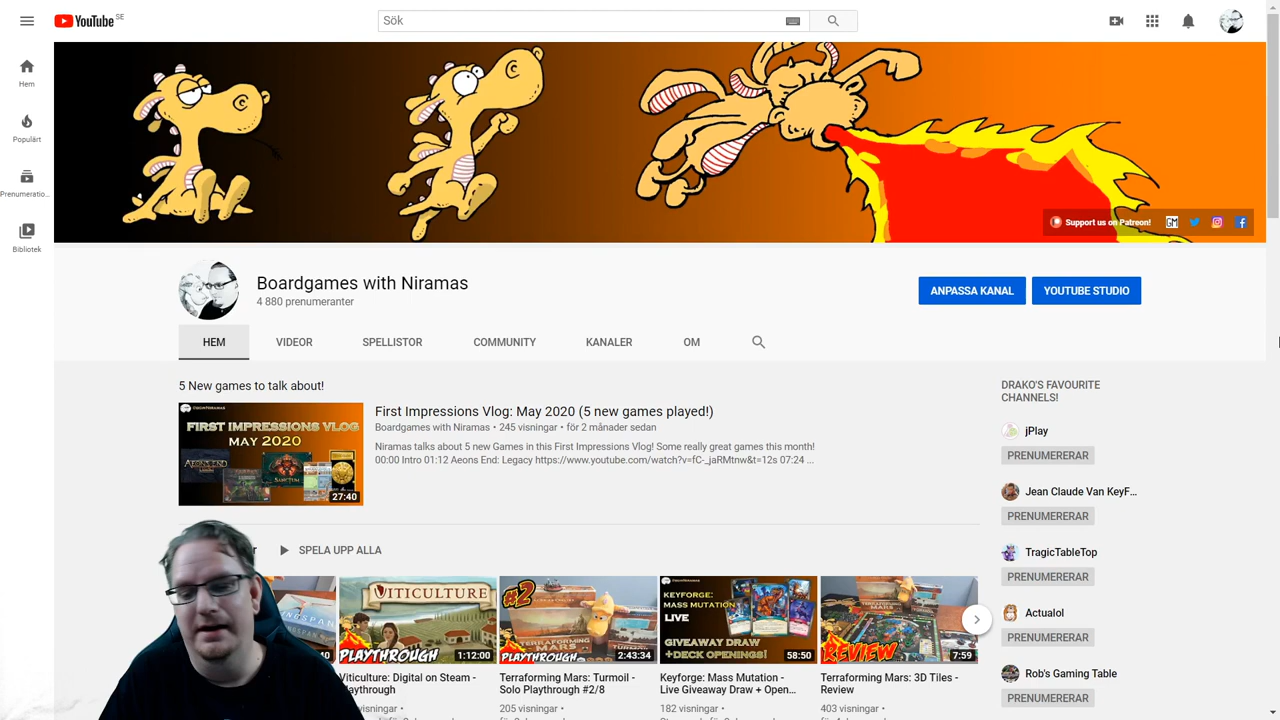 YouTube SE
Sök
Hem
Populärt
Prenumeratio...
Bibliotek
Support us on Patreon!
Boardgames with Niramas
4 880 prenumeranter
ANPASSA KANAL
YOUTUBE STUDIO
HEM
VIDEOR
SPELLISTOR
COMMUNITY
KANALER
OM
5 New games to talk about!
FIRST IMPRESSIONS VLOG
MAY 2020
SANCTUM
27:40
First Impressions Vlog: May 2020 (5 new games played!)
Boardgames with Niramas • 245 visningar • för 2 månader sedan
Niramas talks about 5 new Games in this First Impressions Vlog! Some really great games this month!
00:00 Intro 01:12 Aeons End: Legacy https://www.youtube.com/watch?v=fC-_jaRMtnw&t=12s 07:24 ...
SPELA UPP ALLA
VITICULTURE
PLAYTHROUGH
1:12:00
Viticulture: Digital on Steam -
Playthrough
#2
TERRAFORMING
PLAYTHROUGH
2:43:34
Terraforming Mars: Turmoil -
Solo Playthrough #2/8
205 visningar
KEYFORGE:
MASS MUTATION
LIVE
GIVEAWAY DRAW
+DECK OPENINGS!
58:50
Keyforge: Mass Mutation -
Live Giveaway Draw + Open...
182 visningar
REVIEW
7:59
Terraforming Mars: 3D Tiles -
Review
403 visningar
DRAKO'S FAVOURITE
CHANNELS!
jPlay
PRENUMERERAR
Jean Claude Van KeyF...
PRENUMERERAR
TragicTableTop
PRENUMERERAR
Actualol
PRENUMERERAR
Rob's Gaming Table
PRENUMERERAR